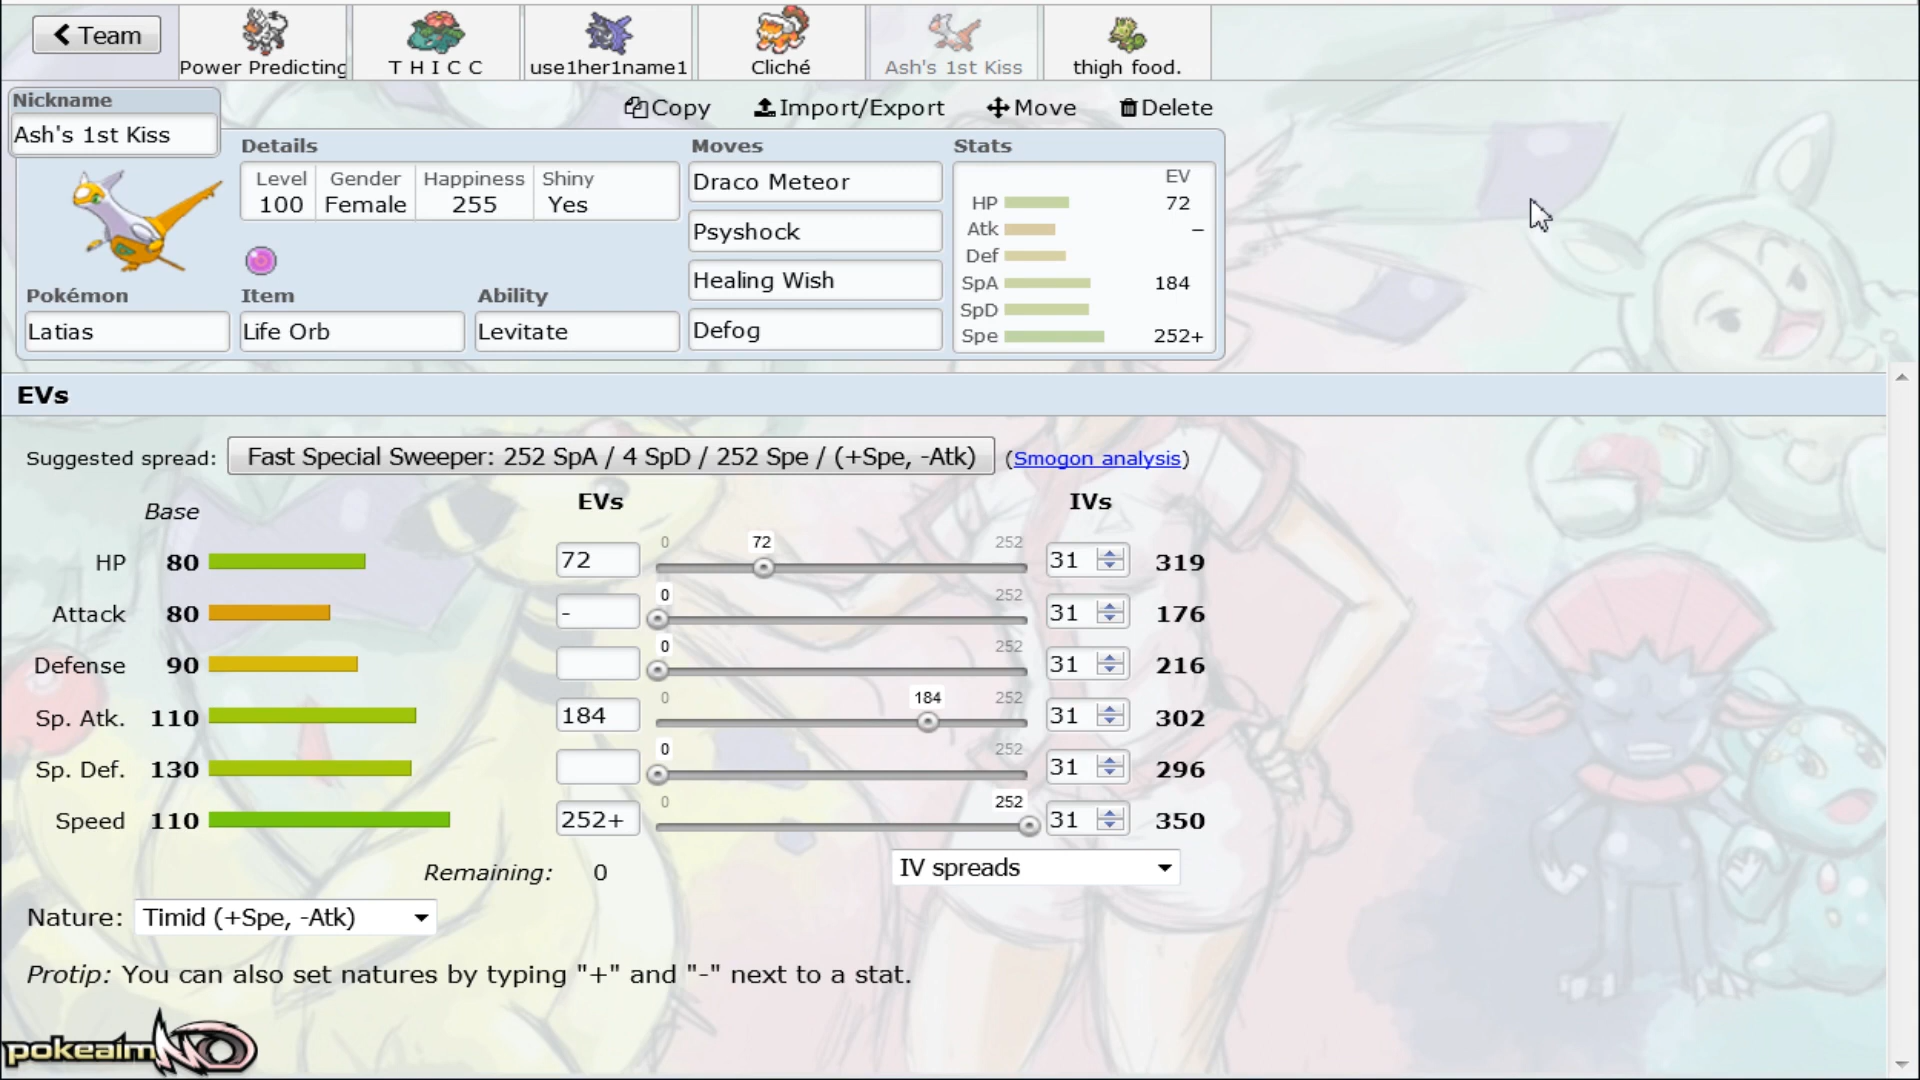 Team
Power Predicting
T H I C C
use1her1name1
Cliché
Ash's 1st Kiss
thigh food.
Nickname
Ash's 1st Kiss
Copy
Import/Export
Move
Delete
Details
Moves
Stats
Level Gender Happiness Shiny
100 Female 255 Yes
Draco Meteor
Psyshock
Healing Wish
Defog
EV
HP 72
Atk –
Def
SpA 184
SpD
Spe 252+
Pokémon Item Ability
Latias Life Orb Levitate
EVs
Suggested spread: Fast Special Sweeper: 252 SpA / 4 SpD / 252 Spe / (+Spe, -Atk) (Smogon analysis)
Base EVs IVs
0 72 252
HP 80 72 31 319
0 252
Attack 80 - 31 176
0 252
Defense 90 31 216
0 184 252
Sp. Atk. 110 184 31 302
0 252
Sp. Def. 130 31 296
0 252
Speed 110 252+ 31 350
Remaining: 0 IV spreads
Nature: Timid (+Spe, -Atk)
Protip: You can also set natures by typing "+" and "-" next to a stat.
pokeaimMD